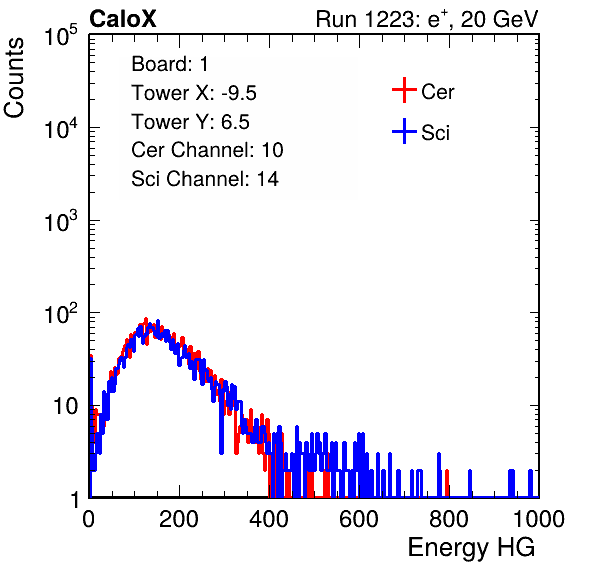 CaloX Run 1223: e⁺, 20 GeV
Counts
10⁵
10⁴
10³
10²
10
1
Board: 1
Tower X: -9.5
Tower Y: 6.5
Cer Channel: 10
Sci Channel: 14
Cer
Sci
0 200 400 600 800 1000
Energy HG